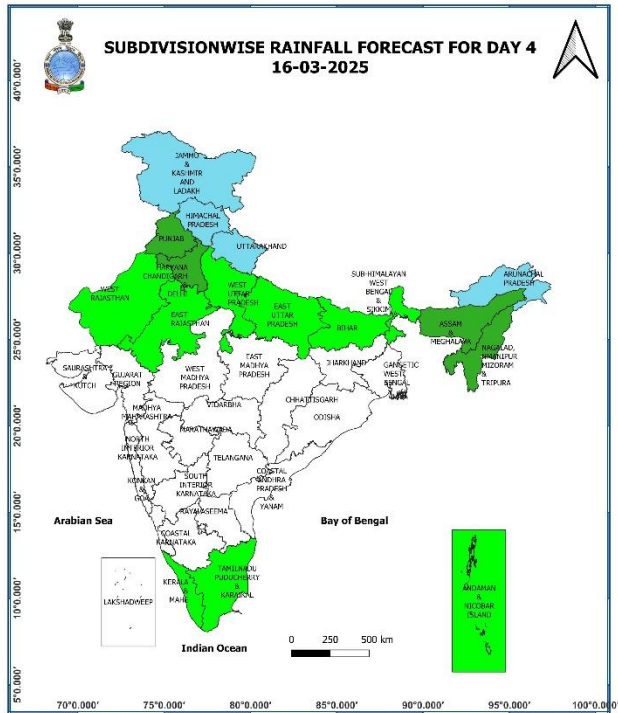 SUBDIVISIONWISE RAINFALL FORECAST FOR DAY 4
16-03-2025
40°0.000'
35°0.000'
30°0.000'
25°0.000'
20°0.000'
15°0.000'
10°0.000'
5°0.000'
JAMMU
&
KASHMIR
AND
LADAKH
HIMACHAL
PRADESH
UTTARAKHAND
PUNJAB
HARYANA
CHANDIGARH
&
DELHI
WEST
RAJASTHAN
EAST
RAJASTHAN
WEST
UTTAR
PRADESH
EAST
UTTAR
PRADESH
BIHAR
SUB-HIMALAYAN
WEST
BENGAL
&
SIKKIM
ARUNACHAL
PRADESH
ASSAM
&
MEGHALAYA
NAGALAD,
MANIPUR
MIZORAM
&
TRIPURA
SAURASHTRA
&
KUTCH
GUJARAT
REGION
WEST
MADHYA
PRADESH
EAST
MADHYA
PRADESH
JHARKHAND
GANGETIC
WEST
BENGAL
CHHATTISGARH
ODISHA
VIDARBHA
MADHYA
MAHARASHTRA
MARATHAWADA
NORTH
INTERIOR
KARNATAKA
TELANGANA
KONKAN
&
GOA
SOUTH
INTERIOR
KARNATAKA
COASTAL
ANDHRA
PRADESH
&
YANAM
RAYALASEEMA
COASTAL
KARNATAKA
Arabian Sea
Bay of Bengal
LAKSHADWEEP
KERALA
&
MAHE
TAMILNADU
PUDUCHERRY
&
KARAIKAL
ANDAMAN
&
NICOBAR
ISLAND
Indian Ocean
0 250 500 km
70°0.000' 75°0.000' 80°0.000' 85°0.000' 90°0.000' 95°0.000' 100°0.000'